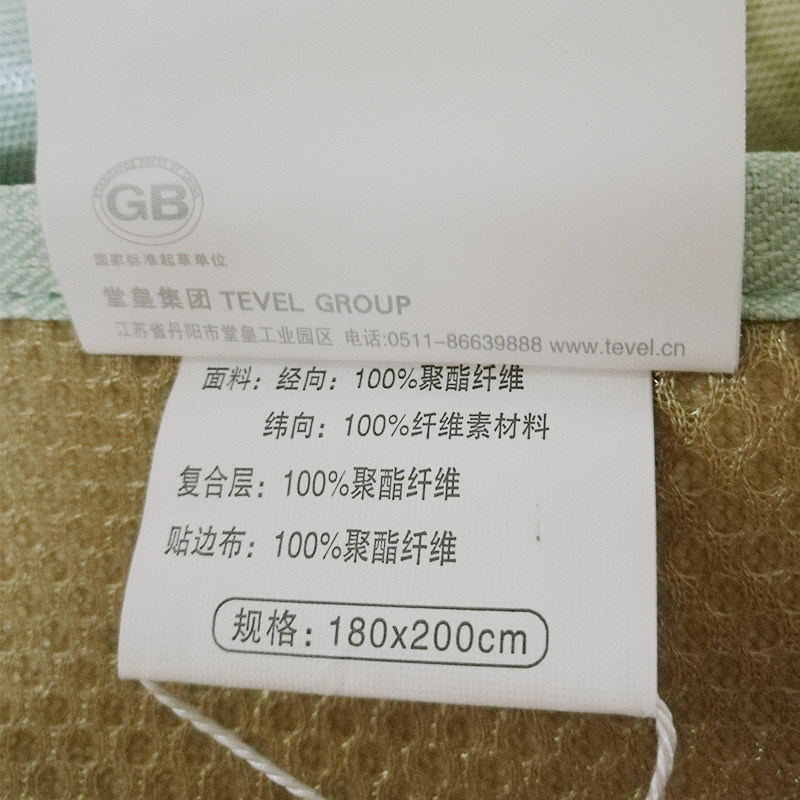 GB
国家标准起草单位
堂皇集团 TEVEL GROUP
江苏省丹阳市堂皇工业园区 电话:0511-86639888 www.tevel.cn
面料: 经向: 100%聚酯纤维
纬向: 100%纤维素材料
复合层: 100%聚酯纤维
贴边布: 100%聚酯纤维
规格: 180x200cm